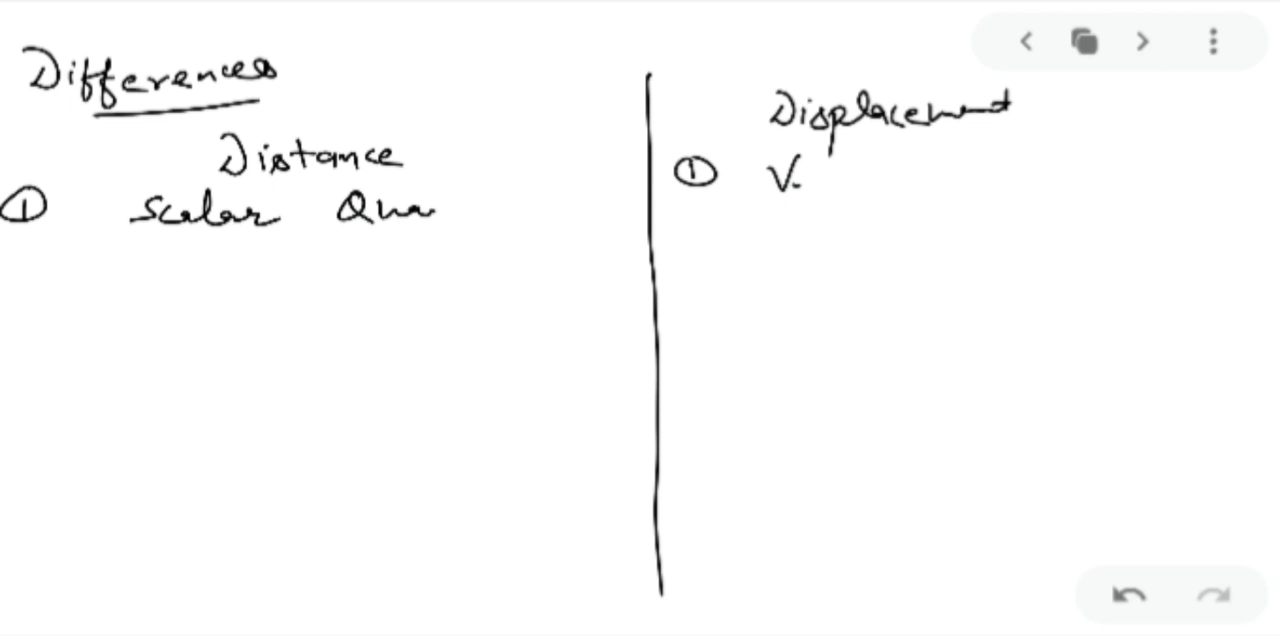 Differences
Distance
① Scalar Qua
Displacement
① V.